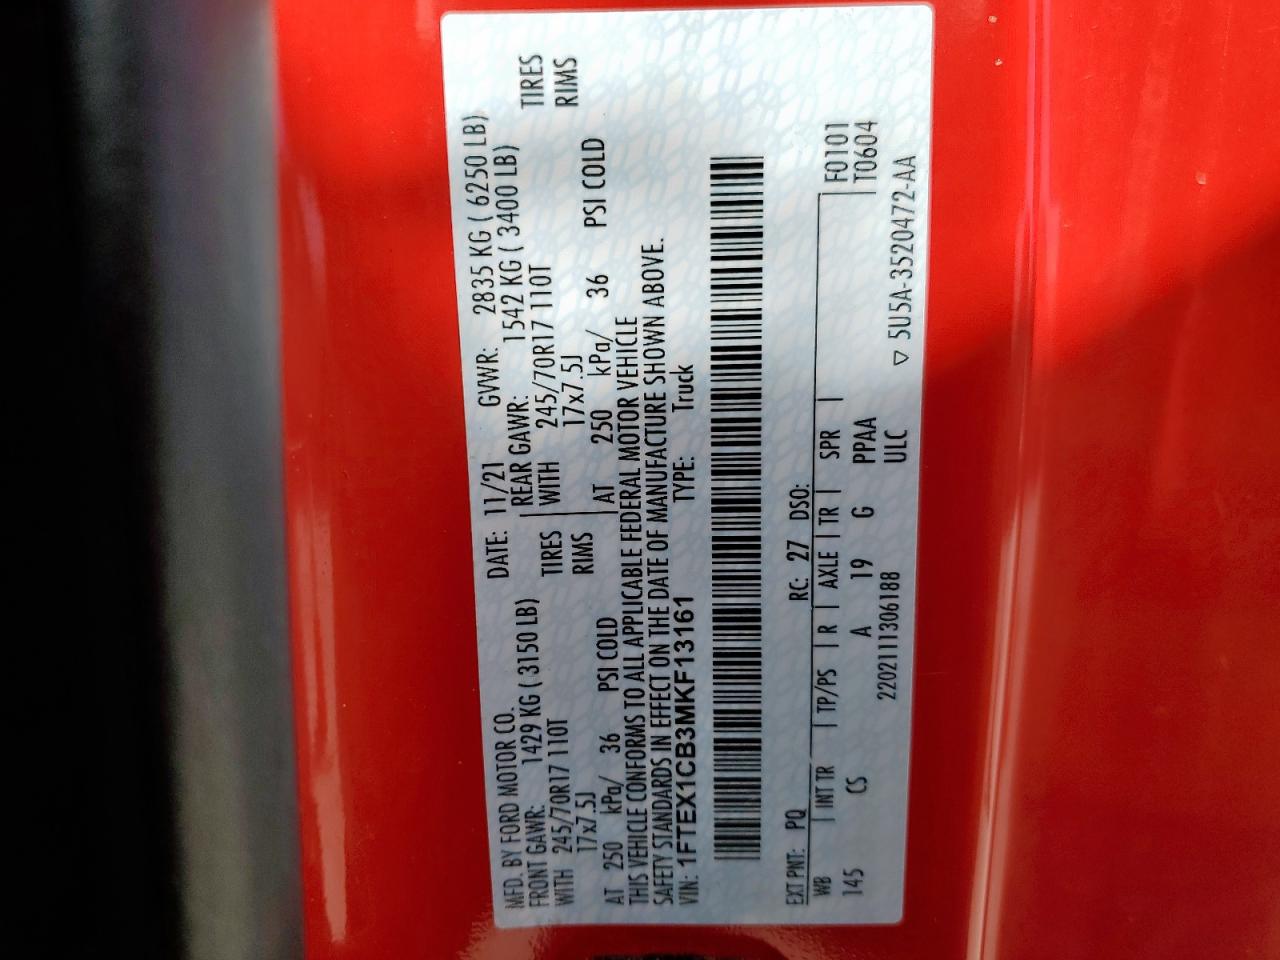 MFD. BY FORD MOTOR CO. DATE: 11/21 GVWR: 2835 KG ( 6250 LB)
FRONT GAWR: 1429 KG ( 3150 LB) REAR GAWR: 1542 KG ( 3400 LB)
WITH 245/70R17 110T TIRES WITH 245/70R17 110T TIRES
17x7.5J RIMS 17x7.5J RIMS
AT 250 kPa/ 36 PSI COLD AT 250 kPa/ 36 PSI COLD
THIS VEHICLE CONFORMS TO ALL APPLICABLE FEDERAL MOTOR VEHICLE
SAFETY STANDARDS IN EFFECT ON THE DATE OF MANUFACTURE SHOWN ABOVE.
VIN: 1FTEX1CB3MKF13161 TYPE: Truck
EXT PNT: PQ RC: 27 DSO:
WB | INT TR | TP/PS | R | AXLE | TR | SPR | F0101
145 CS A 19 G PPAA T0604
2202111306188 ULC ▽ 5U5A-3520472-AA